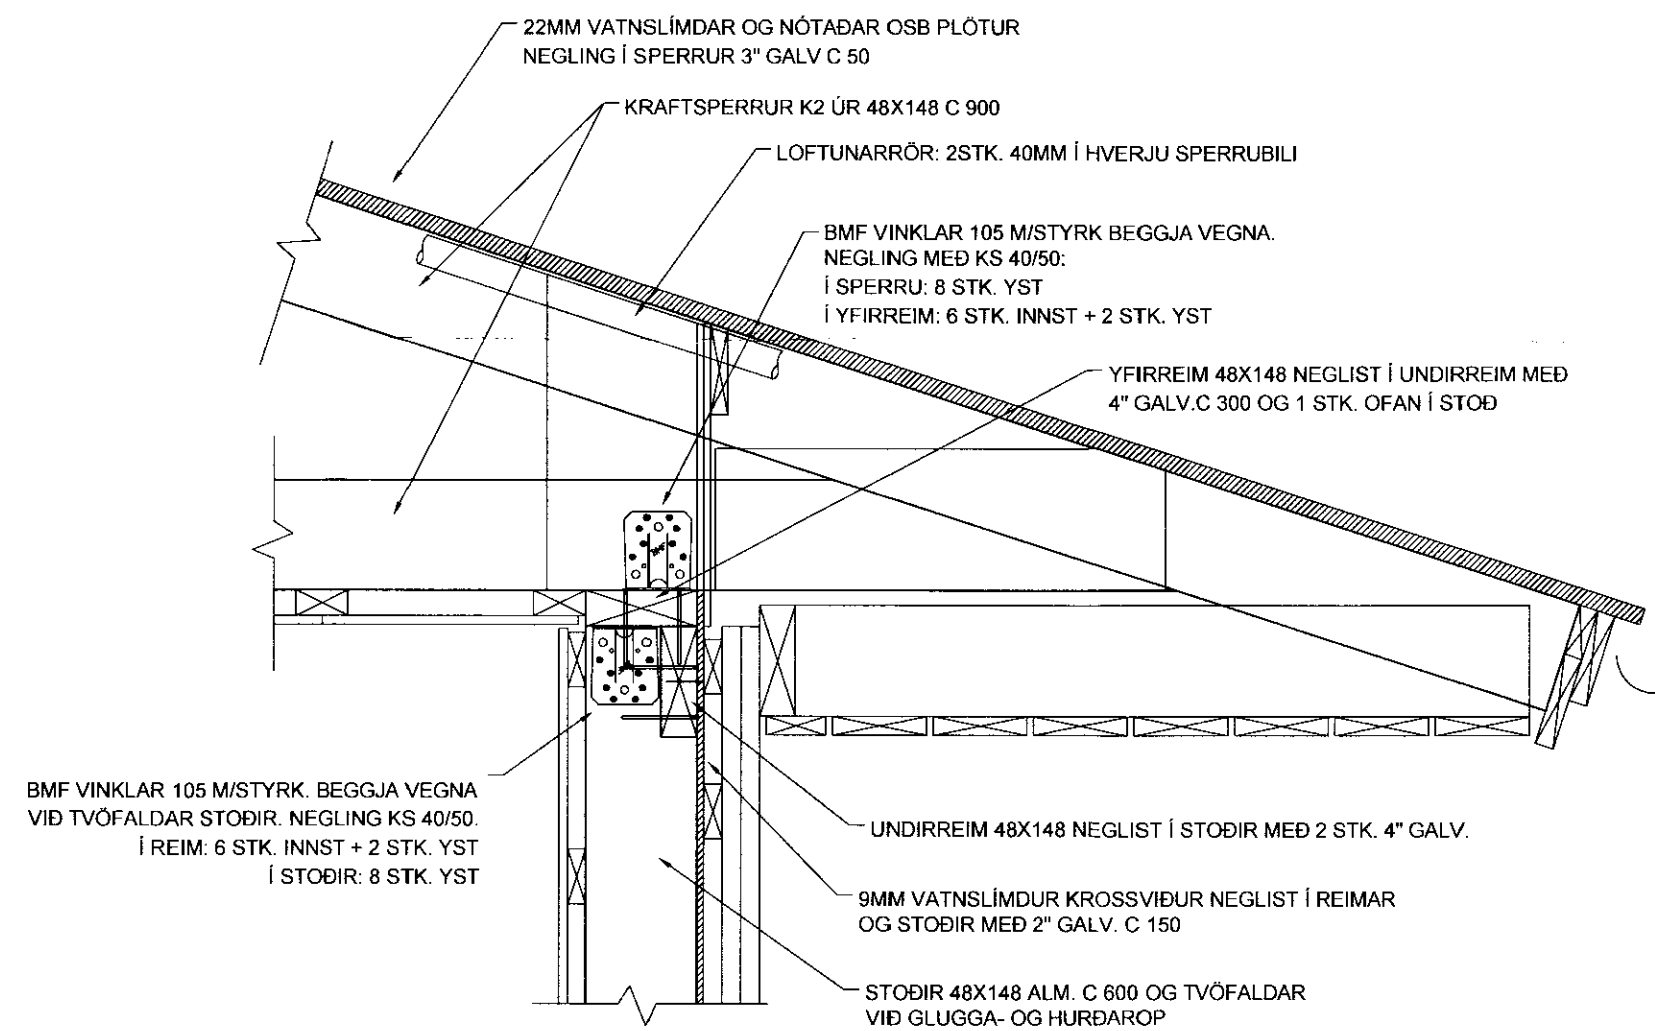 22MM VATNSLÍMDAR OG NÓTAÐAR OSB PLÖTUR
NEGLING Í SPERRUR 3" GALV C 50
KRAFTSPERRUR K2 ÚR 48X148 C 900
LOFTUNARRÖR: 2STK. 40MM Í HVERJU SPERRUBILI
BMF VINKLAR 105 M/STYRK BEGGJA VEGNA.
NEGLING MEÐ KS 40/50:
Í SPERRU: 8 STK. YST
Í YFIRREIM: 6 STK. INNST + 2 STK. YST
YFIRREIM 48X148 NEGLIST Í UNDIRREIM MEÐ
4" GALV.C 300 OG 1 STK. OFAN Í STOÐ
BMF
BMF VINKLAR 105 M/STYRK. BEGGJA VEGNA
VIÐ TVÖFALDAR STOÐIR. NEGLING KS 40/50.
Í REIM: 6 STK. INNST + 2 STK. YST
Í STOÐIR: 8 STK. YST
UNDIRREIM 48X148 NEGLIST Í STOÐIR MEÐ 2 STK. 4" GALV.
9MM VATNSLÍMDUR KROSSVIÐUR NEGLIST Í REIMAR
OG STOÐIR MEÐ 2" GALV. C 150
STOÐIR 48X148 ALM. C 600 OG TVÖFALDAR
VIÐ GLUGGA- OG HURÐAROP